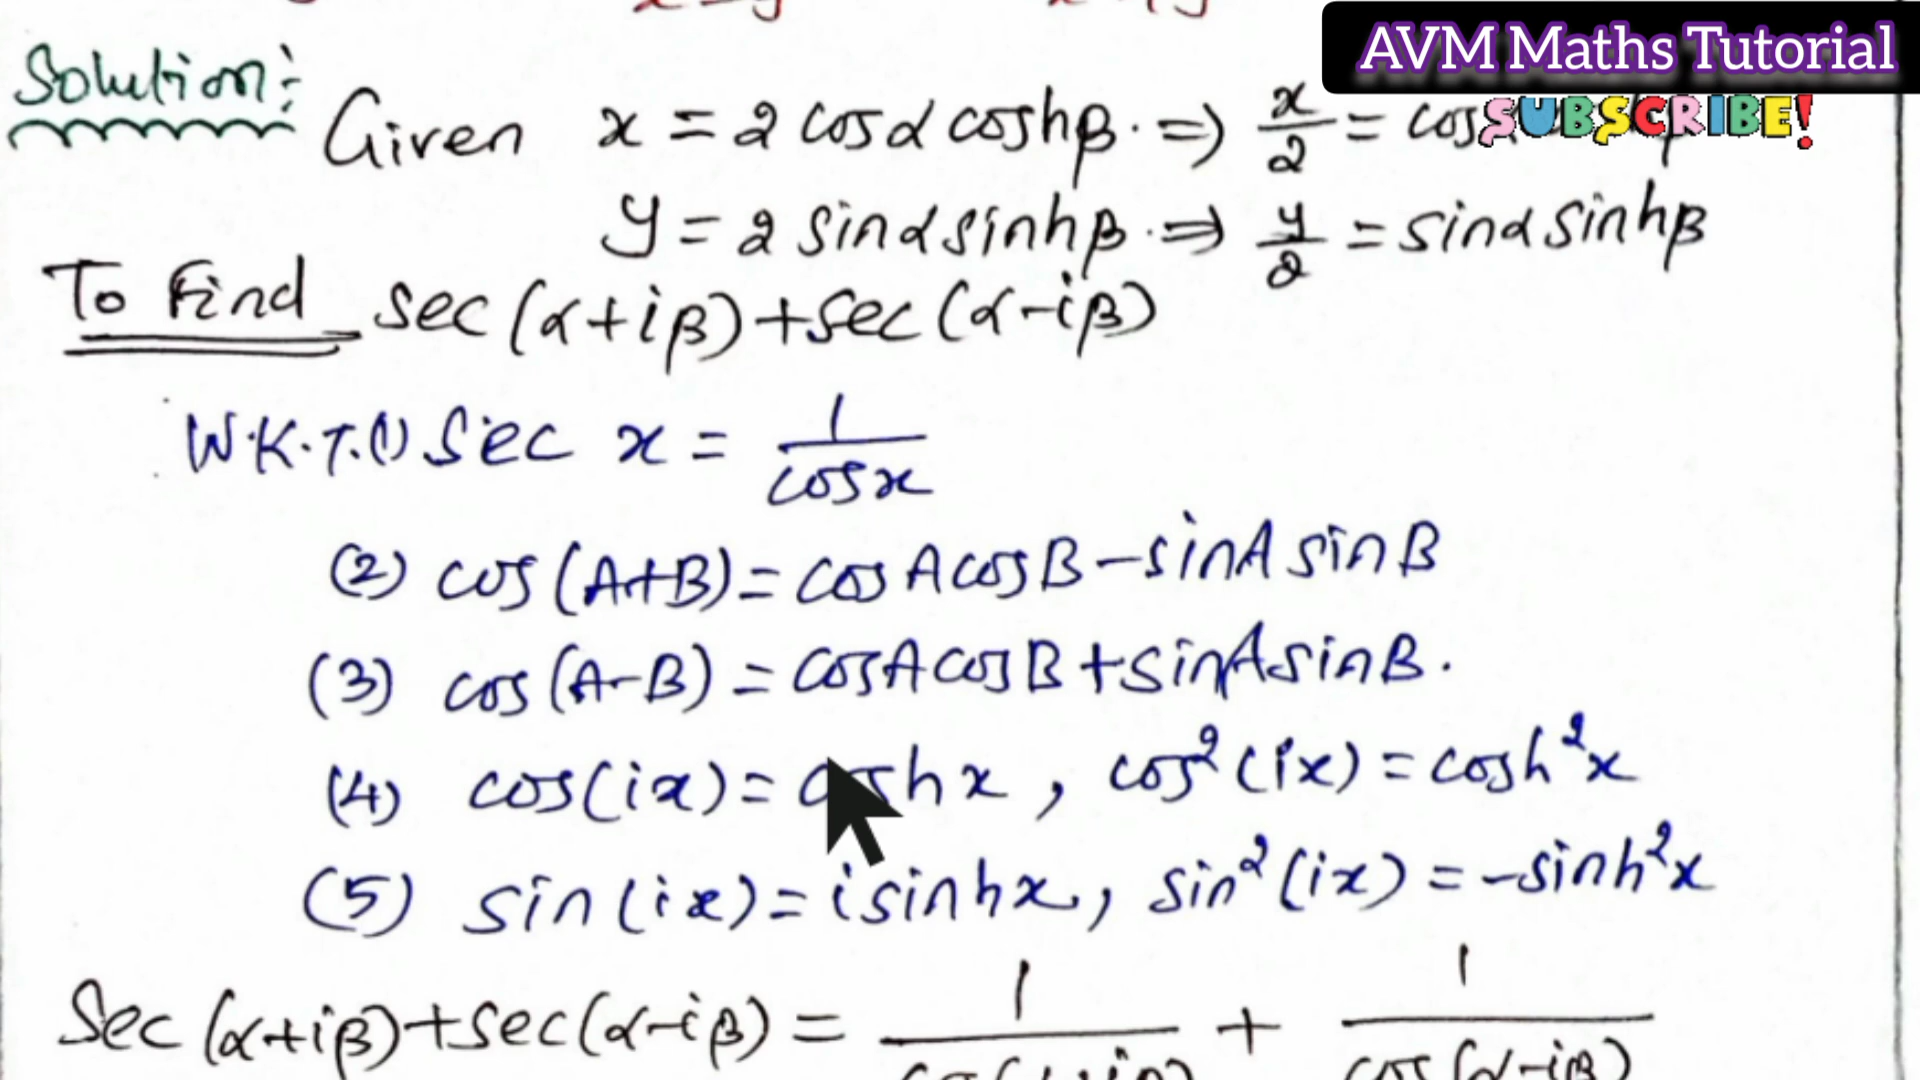 AVM Maths Tutorial
SUBSCRIBE!
Solution:
Given x = 2 cosα coshβ. ⇒ x/2 = cos
y = 2 sinα sinhβ. ⇒ y/2 = sinα sinhβ
To Find sec(α+iβ)+sec(α-iβ)
W.K.T.(1) Sec x = 1/cosx
(2) cos(A+B) = cosA cosB - sinA sinB
(3) cos(A-B) = cosA cosB + sinA sinB.
(4) cos(ix) = coshx, cos²(ix) = cosh²x
(5) sin(ix) = i sinhx, sin²(ix) = -sinh²x
Sec(α+iβ)+sec(α-iβ) = 1/ + 1/cos(α-iβ)